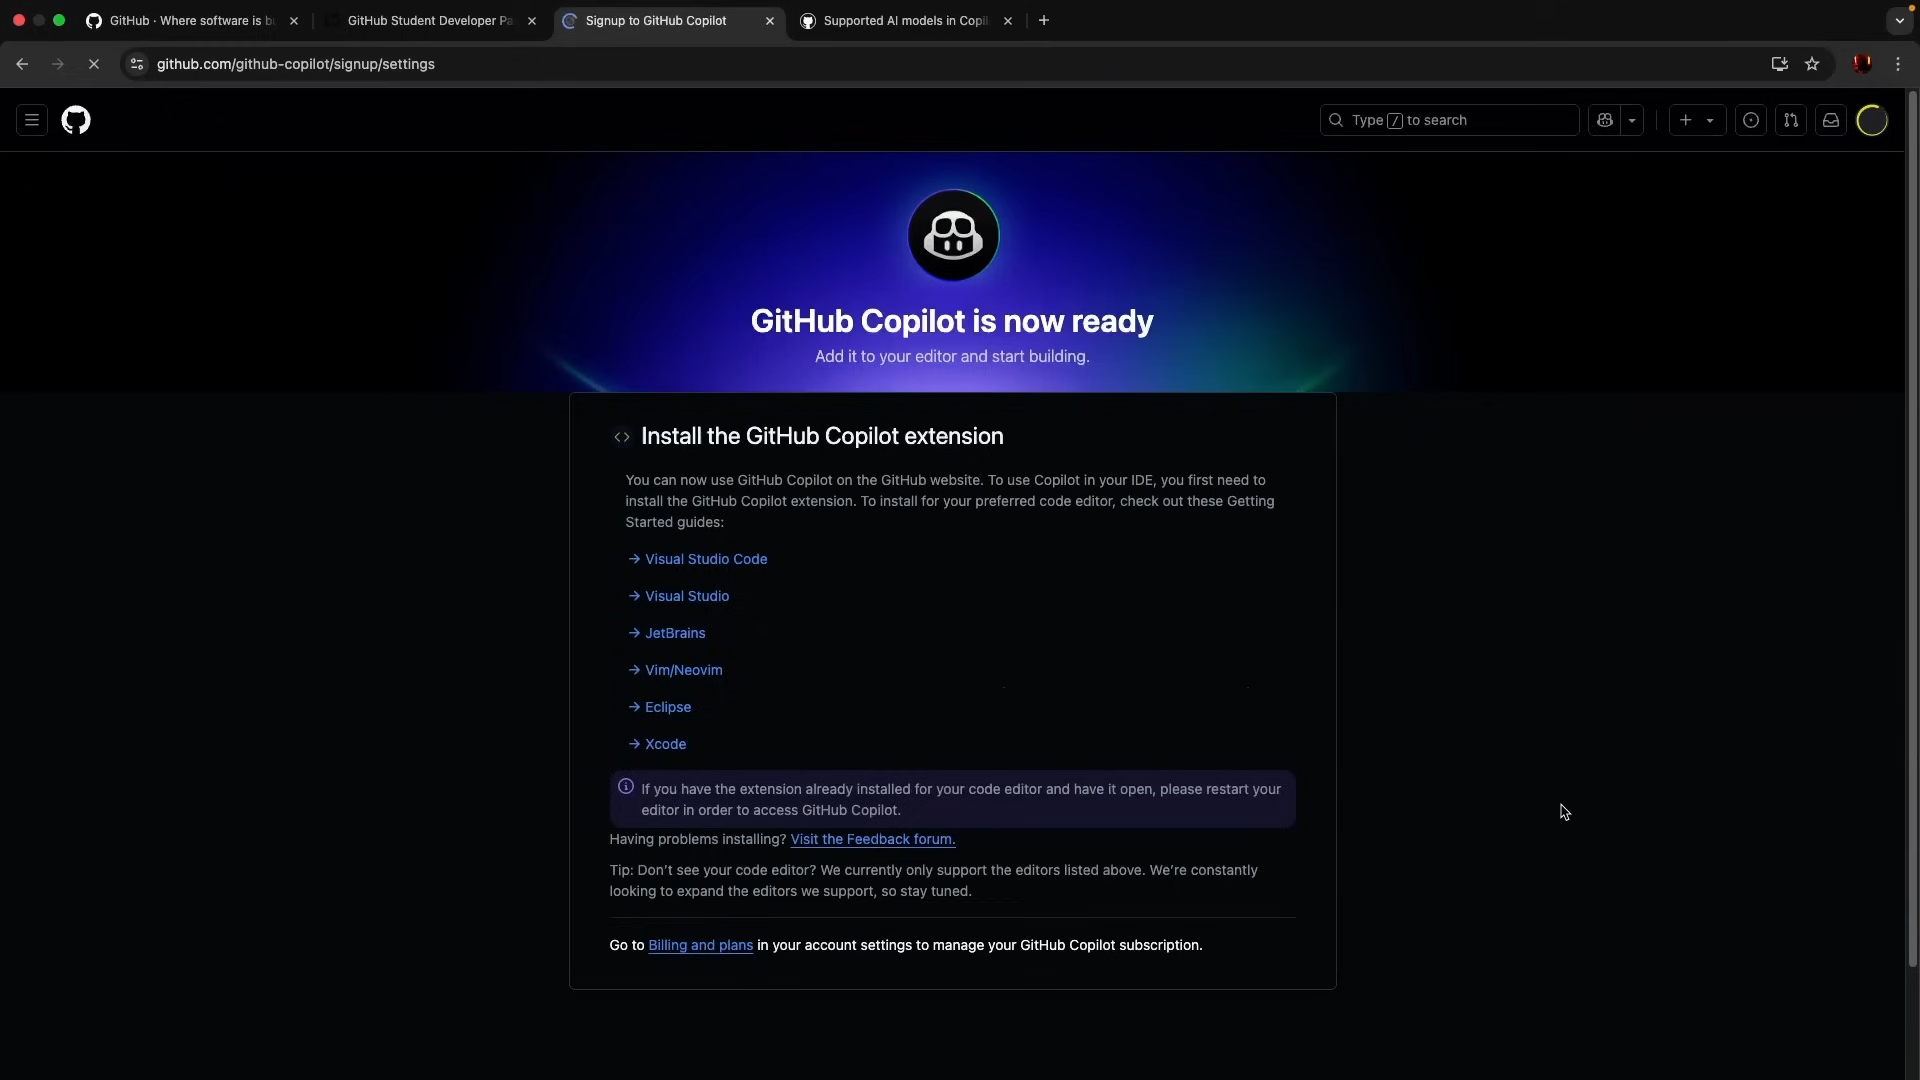 GitHub · Where software is bu
GitHub Student Developer Pa
Signup to GitHub Copilot
Supported AI models in Copil
github.com/github-copilot/signup/settings
Type / to search
GitHub Copilot is now ready
Add it to your editor and start building.
Install the GitHub Copilot extension
You can now use GitHub Copilot on the GitHub website. To use Copilot in your IDE, you first need to
install the GitHub Copilot extension. To install for your preferred code editor, check out these Getting
Started guides:
→ Visual Studio Code
→ Visual Studio
→ JetBrains
→ Vim/Neovim
→ Eclipse
→ Xcode
If you have the extension already installed for your code editor and have it open, please restart your
editor in order to access GitHub Copilot.
Having problems installing? Visit the Feedback forum.
Tip: Don't see your code editor? We currently only support the editors listed above. We're constantly
looking to expand the editors we support, so stay tuned.
Go to Billing and plans in your account settings to manage your GitHub Copilot subscription.